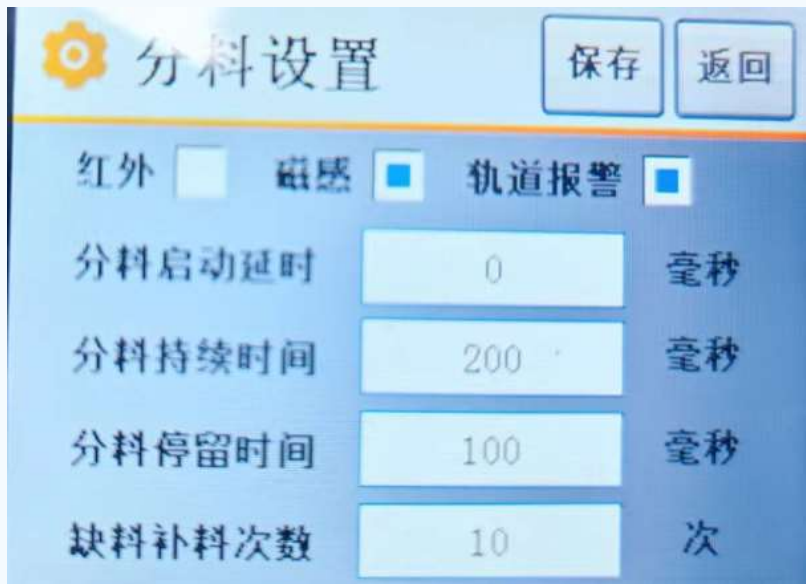 分料设置 保存 返回
红外 磁感 轨道报警
分料启动延时 0 毫秒
分料持续时间 200 毫秒
分料停留时间 100 毫秒
缺料补料次数 10 次